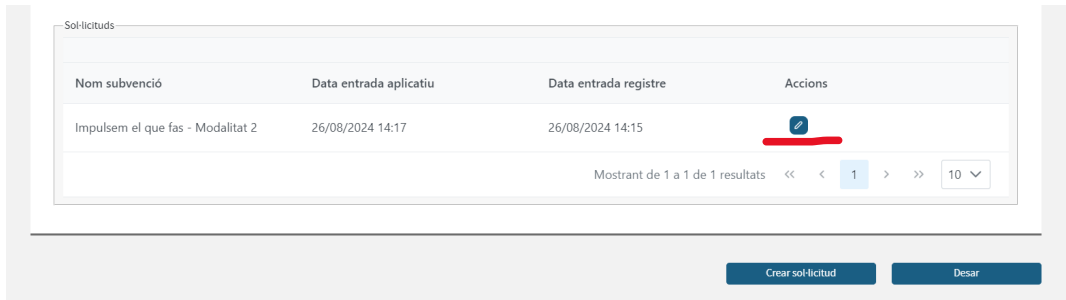 Sol·licituds
Nom subvenció Data entrada aplicatiu Data entrada registre Accions
Impulsem el que fas - Modalitat 2 26/08/2024 14:17 26/08/2024 14:15
Mostrant de 1 a 1 de 1 resultats << < 1 > >> 10
Crear sol·licitud Desar